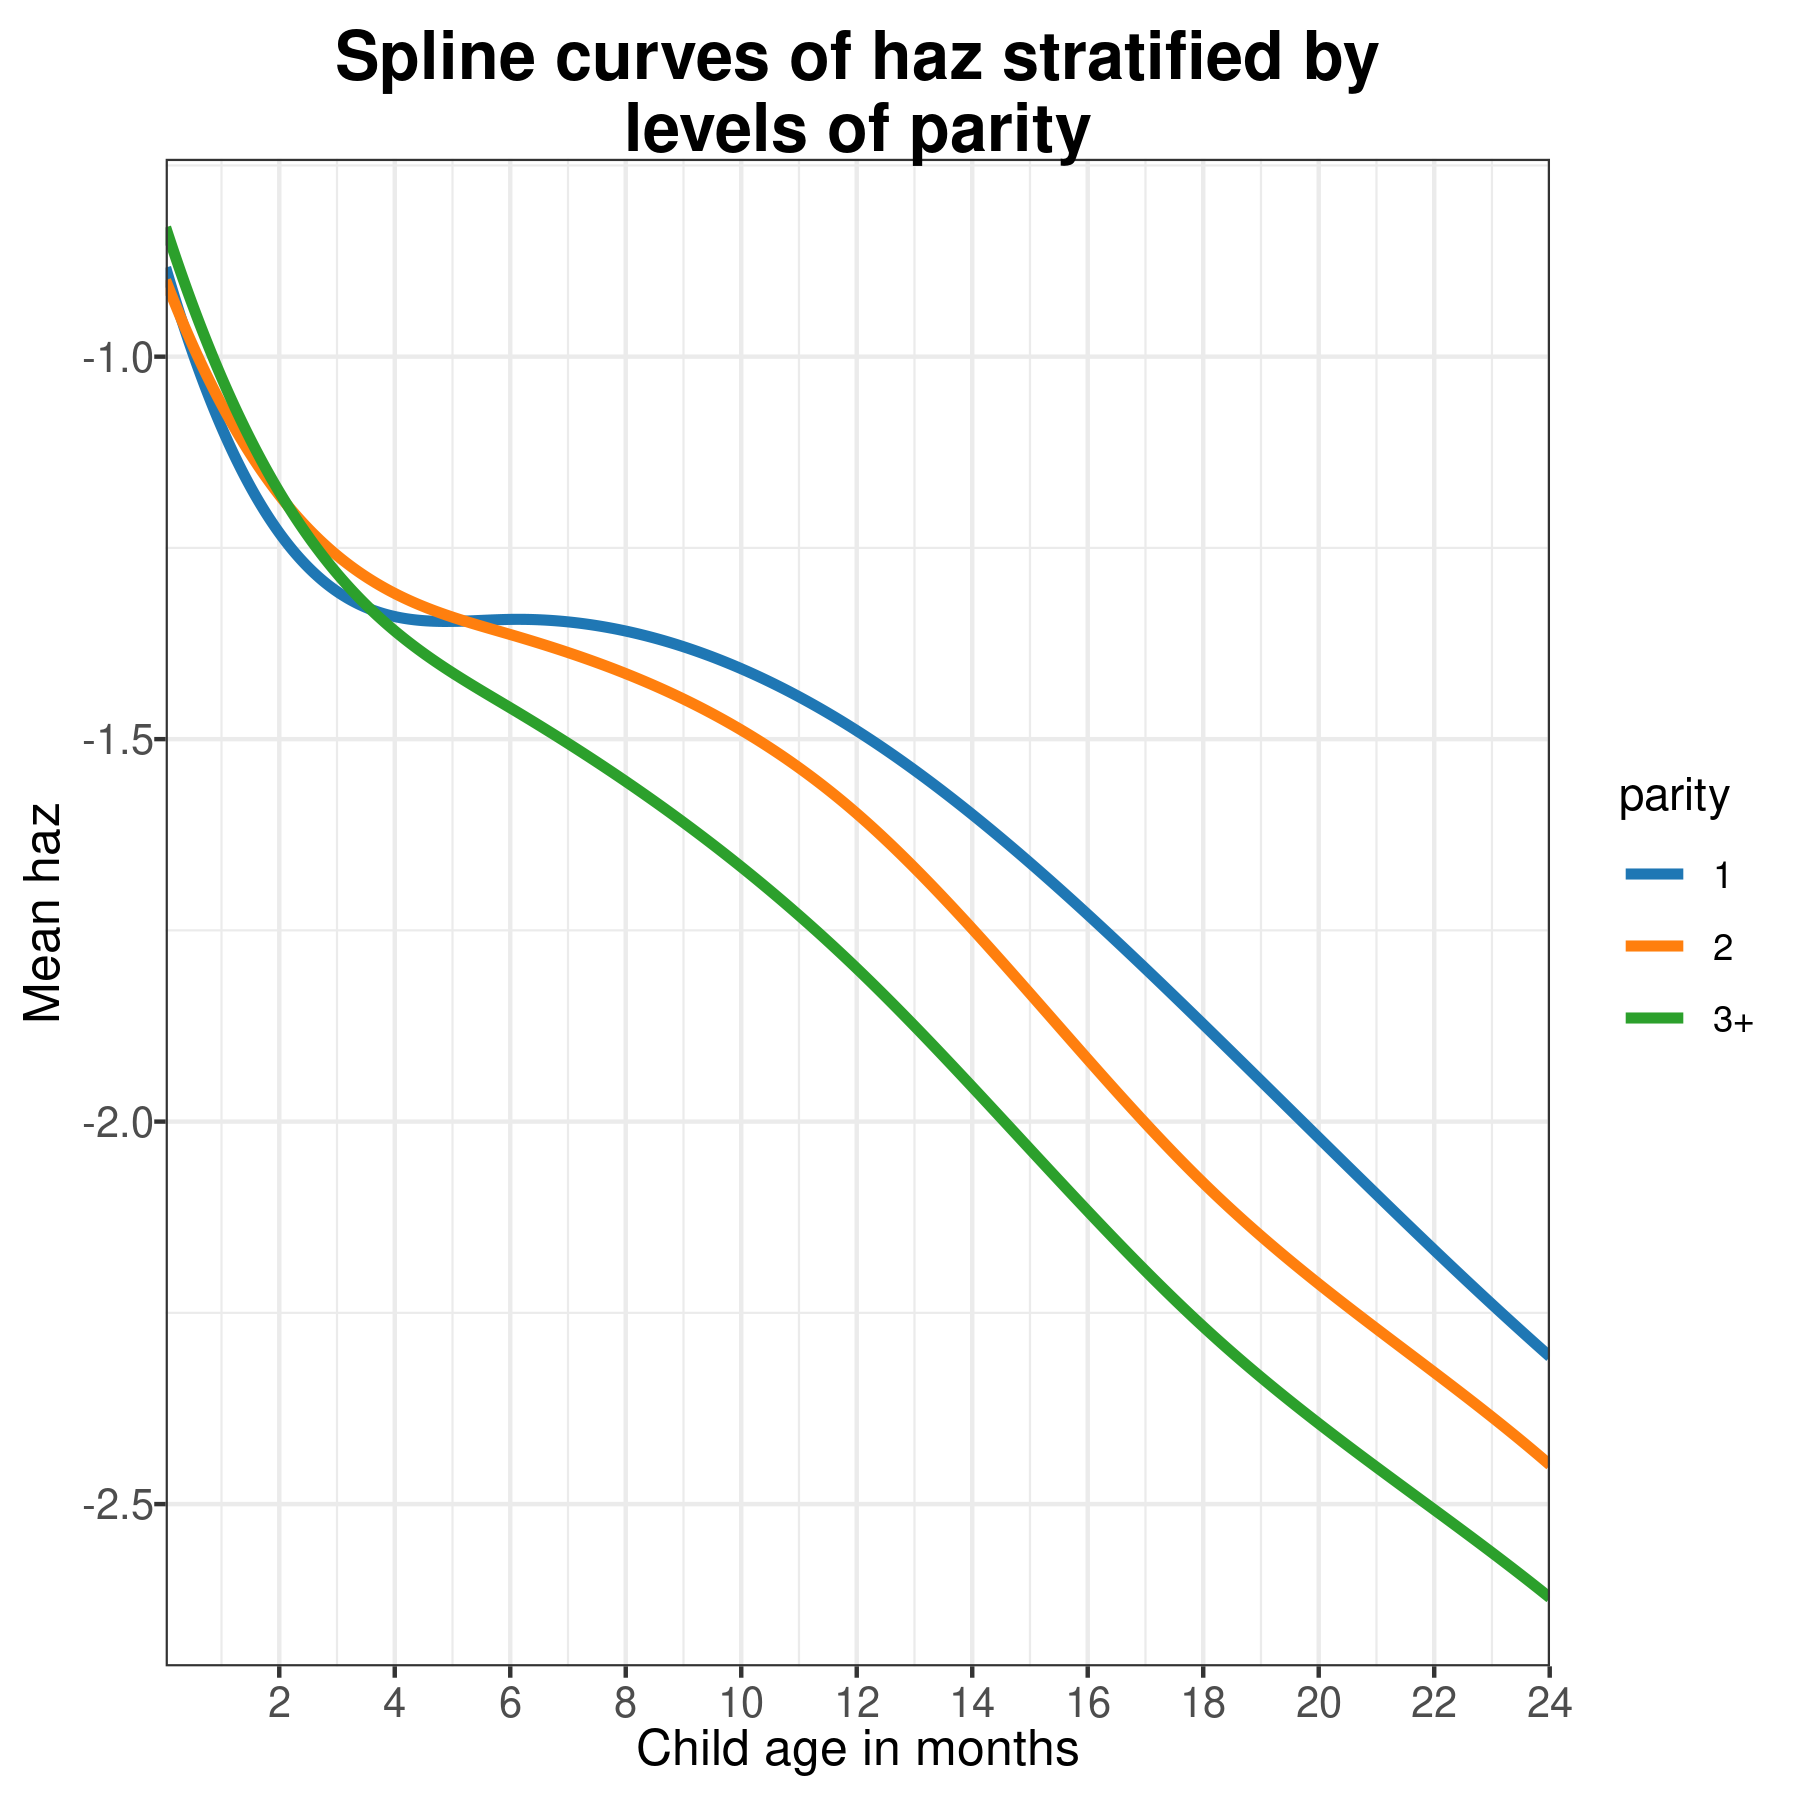 Spline curves of haz stratified by
levels of parity
Mean haz
-1.0
-1.5
-2.0
-2.5
2 4 6 8 10 12 14 16 18 20 22 24
Child age in months
parity
1
2
3+